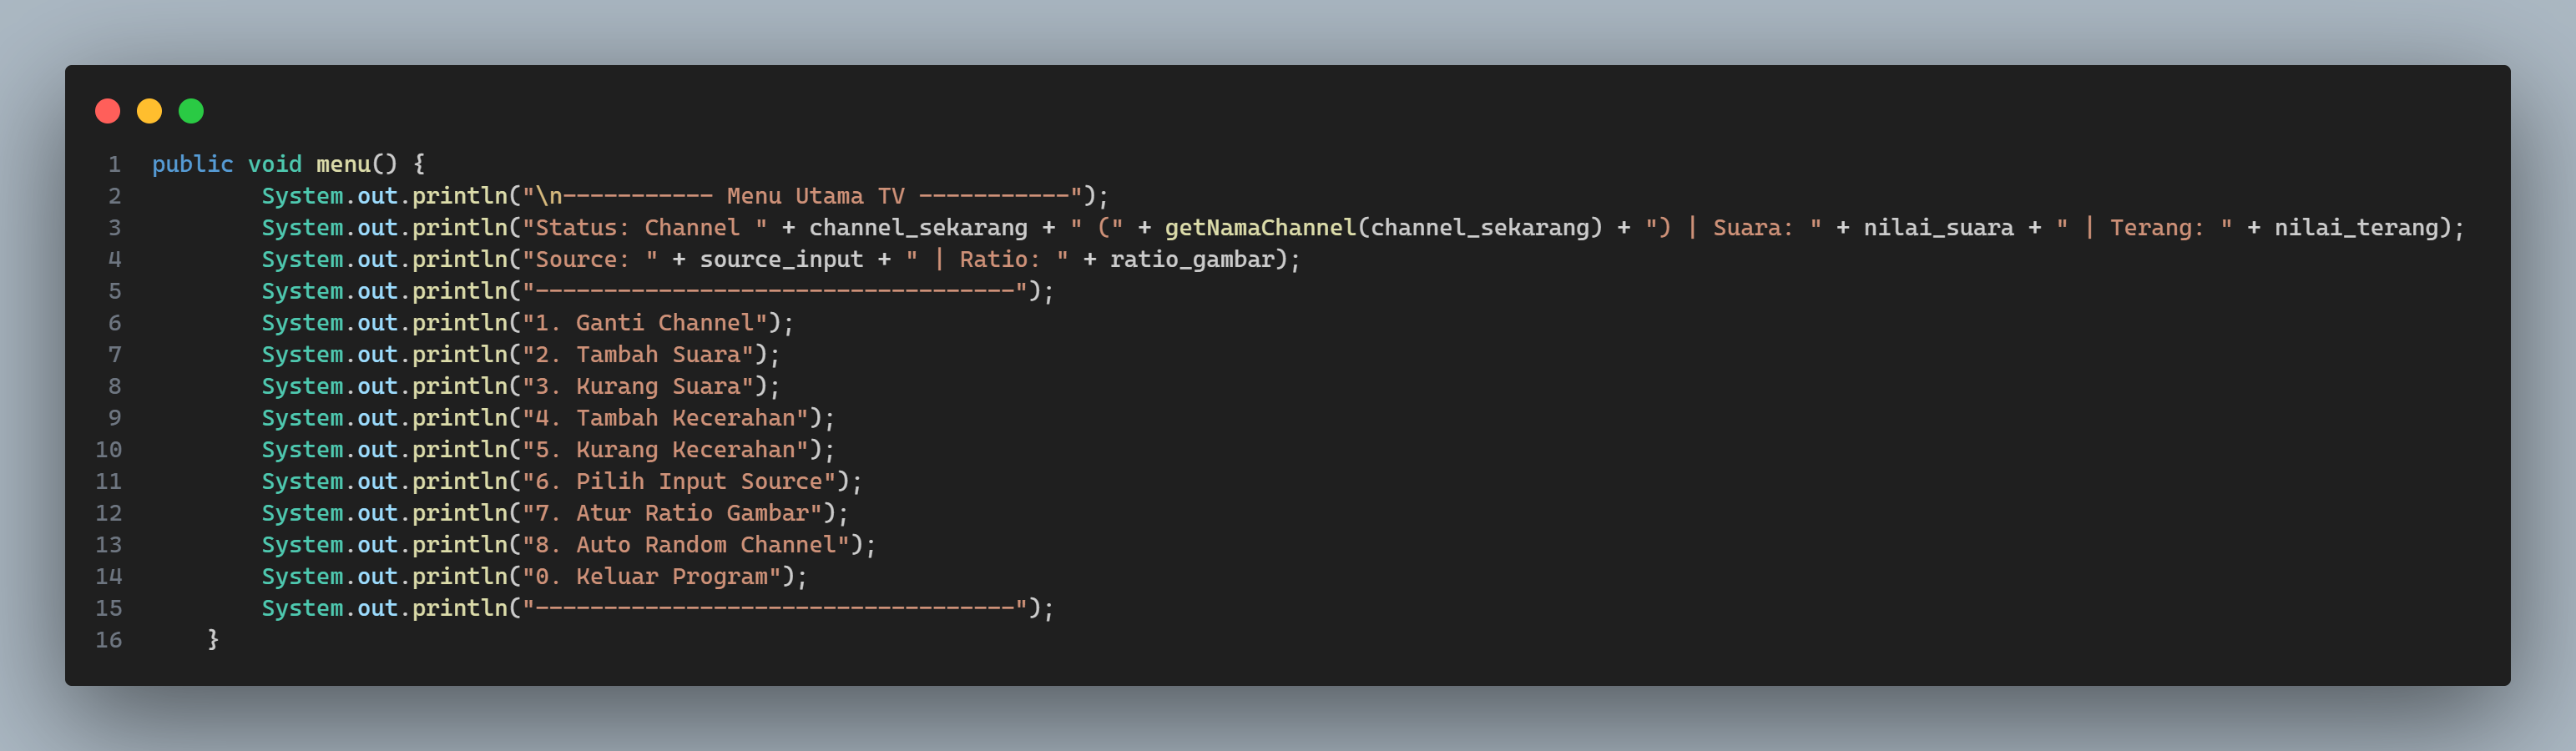 1 public void menu() {
2 System.out.println("\n----------- Menu Utama TV -----------");
3 System.out.println("Status: Channel " + channel_sekarang + " (" + getNamaChannel(channel_sekarang) + ") | Suara: " + nilai_suara + " | Terang: " + nilai_terang);
4 System.out.println("Source: " + source_input + " | Ratio: " + ratio_gambar);
5 System.out.println("-----------------------------------");
6 System.out.println("1. Ganti Channel");
7 System.out.println("2. Tambah Suara");
8 System.out.println("3. Kurang Suara");
9 System.out.println("4. Tambah Kecerahan");
10 System.out.println("5. Kurang Kecerahan");
11 System.out.println("6. Pilih Input Source");
12 System.out.println("7. Atur Ratio Gambar");
13 System.out.println("8. Auto Random Channel");
14 System.out.println("0. Keluar Program");
15 System.out.println("-----------------------------------");
16 }